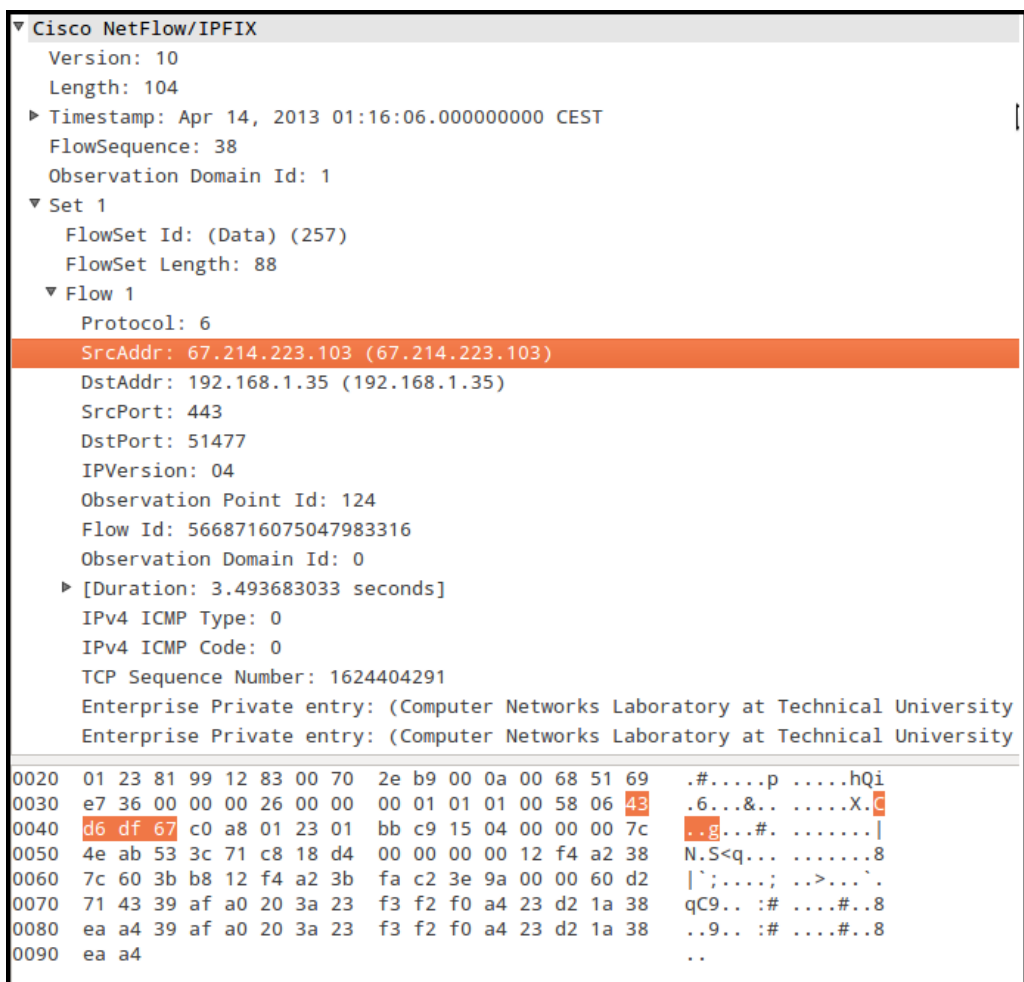 Cisco NetFlow/IPFIX
Version: 10
Length: 104
Timestamp: Apr 14, 2013 01:16:06.000000000 CEST
FlowSequence: 38
Observation Domain Id: 1
Set 1
FlowSet Id: (Data) (257)
FlowSet Length: 88
Flow 1
Protocol: 6
SrcAddr: 67.214.223.103 (67.214.223.103)
DstAddr: 192.168.1.35 (192.168.1.35)
SrcPort: 443
DstPort: 51477
IPVersion: 04
Observation Point Id: 124
Flow Id: 5668716075047983316
Observation Domain Id: 0
[Duration: 3.493683033 seconds]
IPv4 ICMP Type: 0
IPv4 ICMP Code: 0
TCP Sequence Number: 1624404291
Enterprise Private entry: (Computer Networks Laboratory at Technical University
Enterprise Private entry: (Computer Networks Laboratory at Technical University
0020 01 23 81 99 12 83 00 70 2e b9 00 0a 00 68 51 69 .#.....p .....hQi
0030 e7 36 00 00 00 26 00 00 00 01 01 01 00 58 06 43 .6...&.. .....X.C
0040 d6 df 67 c0 a8 01 23 01 bb c9 15 04 00 00 00 7c ..g...#. .......|
0050 4e ab 53 3c 71 c8 18 d4 00 00 00 00 12 f4 a2 38 N.S<q... .......8
0060 7c 60 3b b8 12 f4 a2 3b fa c2 3e 9a 00 00 60 d2 |`;....; ..>...`.
0070 71 43 39 af a0 20 3a 23 f3 f2 f0 a4 23 d2 1a 38 qC9.. :# ....#..8
0080 ea a4 39 af a0 20 3a 23 f3 f2 f0 a4 23 d2 1a 38 ..9.. :# ....#..8
0090 ea a4 ..